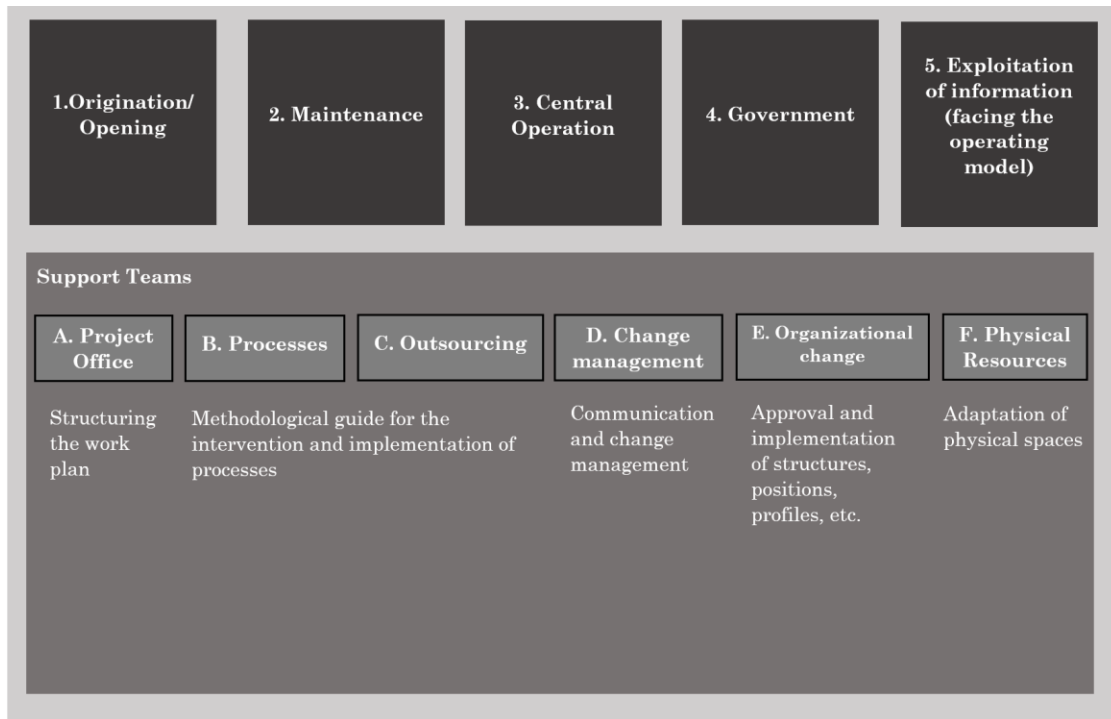 1.Origination/
Opening
2. Maintenance
3. Central
Operation
4. Government
5. Exploitation
of information
(facing the
operating
model)
Support Teams
A. Project
Office
B. Processes
C. Outsourcing
D. Change
management
E. Organizational
change
F. Physical
Resources
Structuring
the work
plan
Methodological guide for the
intervention and implementation of
processes
Communication
and change
management
Approval and
implementation
of structures,
positions,
profiles, etc.
Adaptation of
physical spaces